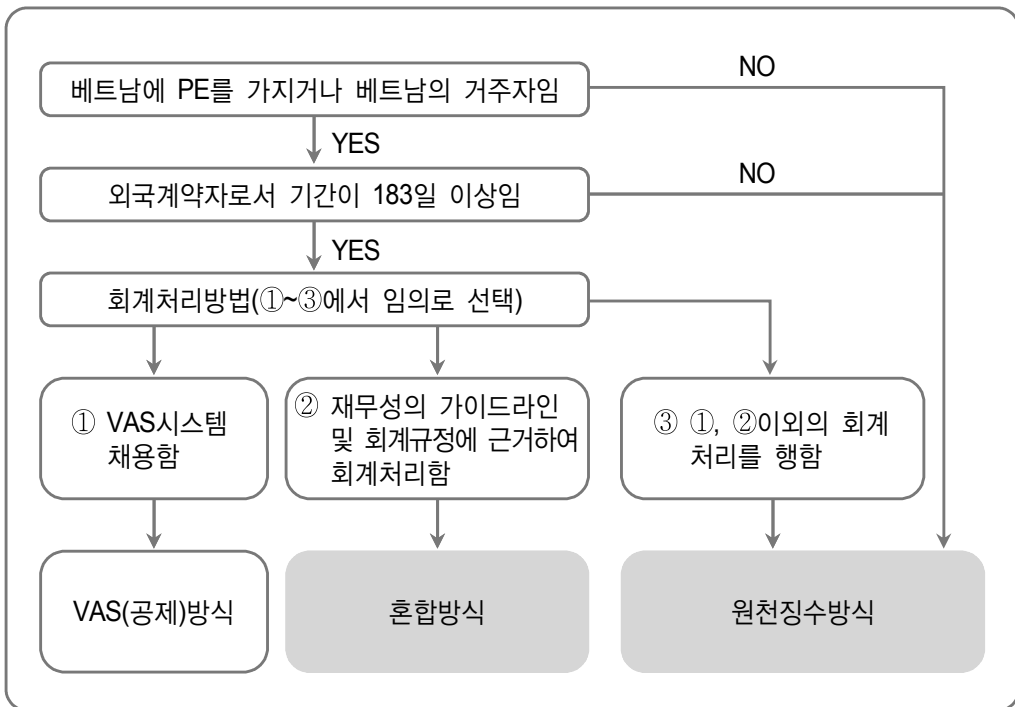 베트남에 PE를 가지거나 베트남의 거주자임
NO
YES
외국계약자로서 기간이 183일 이상임
NO
YES
회계처리방법(①~③에서 임의로 선택)
① VAS시스템
채용함
② 재무성의 가이드라인
및 회계규정에 근거하여
회계처리함
③ ①, ②이외의 회계
처리를 행함
VAS(공제)방식
혼합방식
원천징수방식